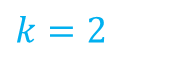 k = 2